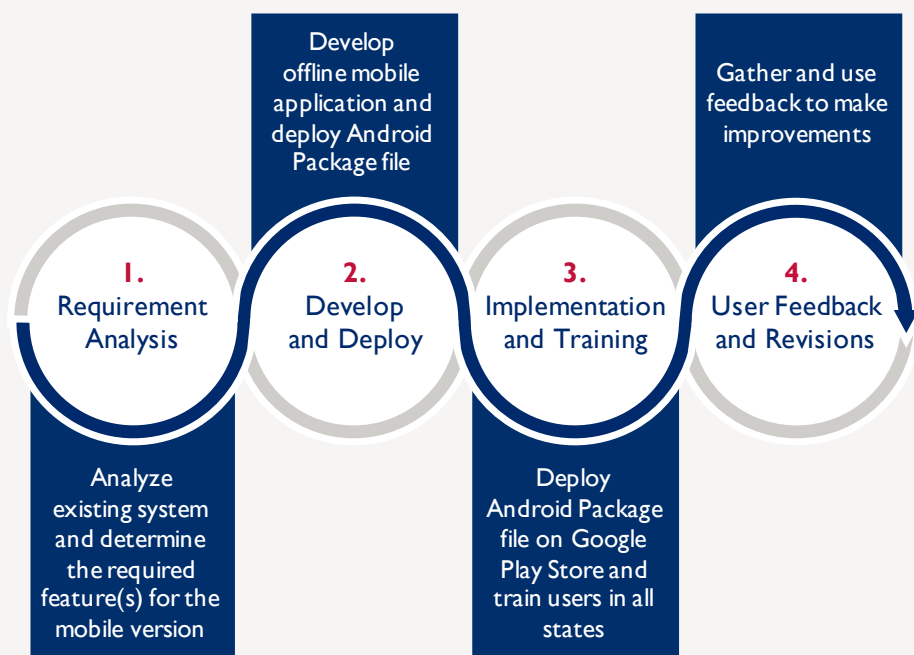 1.
Requirement
Analysis
Analyze
existing system
and determine
the required
feature(s) for the
mobile version
Develop
offline mobile
application and
deploy Android
Package file
2.
Develop
and Deploy
3.
Implementation
and Training
Deploy
Android Package
file on Google
Play Store and
train users in all
states
Gather and use
feedback to make
improvements
4.
User Feedback
and Revisions